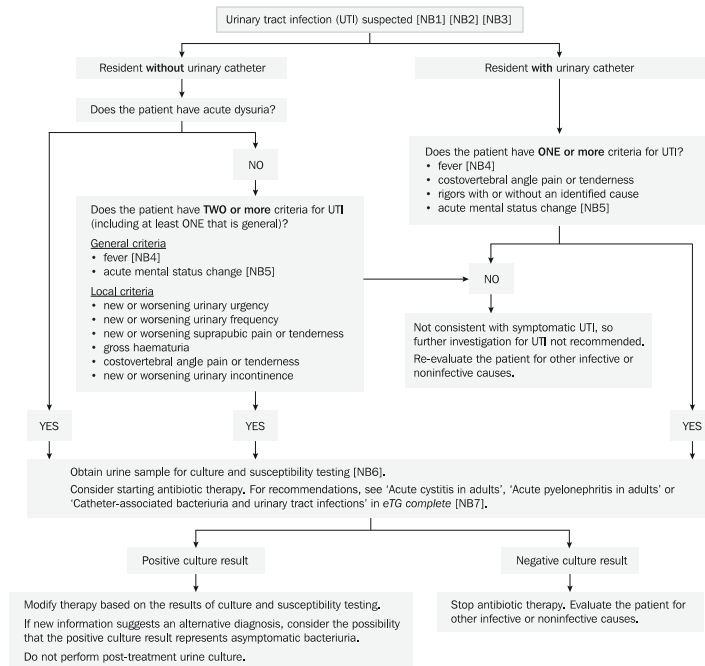 Urinary tract infection (UTI) suspected [NB1] [NB2] [NB3]
Resident without urinary catheter
Resident with urinary catheter
Does the patient have acute dysuria?
NO
Does the patient have ONE or more criteria for UTI?
• fever [NB4]
• costovertebral angle pain or tenderness
• rigors with or without an identified cause
• acute mental status change [NB5]
Does the patient have TWO or more criteria for UTI
(including at least ONE that is general)?
General criteria
• fever [NB4]
• acute mental status change [NB5]
Local criteria
• new or worsening urinary urgency
• new or worsening urinary frequency
• new or worsening suprapubic pain or tenderness
• gross haematuria
• costovertebral angle pain or tenderness
• new or worsening urinary incontinence
NO
Not consistent with symptomatic UTI, so
further investigation for UTI not recommended.
Re-evaluate the patient for other infective or
noninfective causes.
YES
YES
YES
Obtain urine sample for culture and susceptibility testing [NB6].
Consider starting antibiotic therapy. For recommendations, see 'Acute cystitis in adults', 'Acute pyelonephritis in adults' or
'Catheter-associated bacteriuria and urinary tract infections' in eTG complete [NB7].
Positive culture result
Negative culture result
Modify therapy based on the results of culture and susceptibility testing.
If new information suggests an alternative diagnosis, consider the possibility
that the positive culture result represents asymptomatic bacteriuria.
Do not perform post-treatment urine culture.
Stop antibiotic therapy. Evaluate the patient for
other infective or noninfective causes.